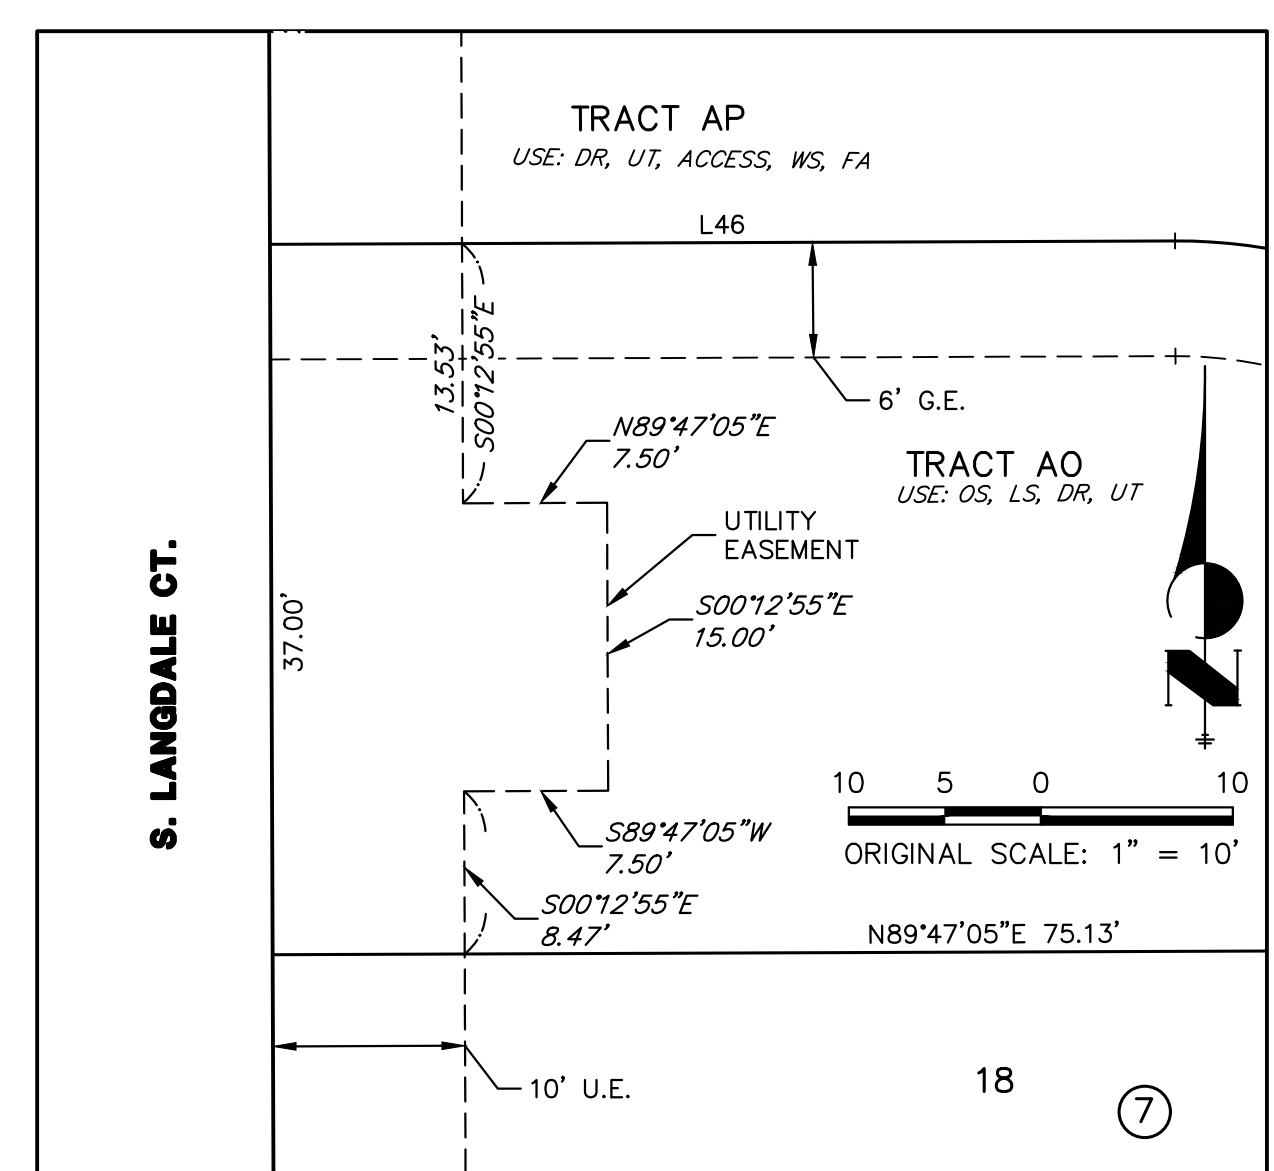 TRACT AP
USE: DR, UT, ACCESS, WS, FA
L46
13.53'
S00°12'55"E
6' G.E.
N89°47'05"E
7.50'
TRACT AO
USE: OS, LS, DR, UT
UTILITY
EASEMENT
S00°12'55"E
15.00'
37.00'
S. LANGDALE CT.
N
10 5 0 10
ORIGINAL SCALE: 1" = 10'
S89°47'05"W
7.50'
S00°12'55"E
8.47'
N89°47'05"E 75.13'
10' U.E.
18
7